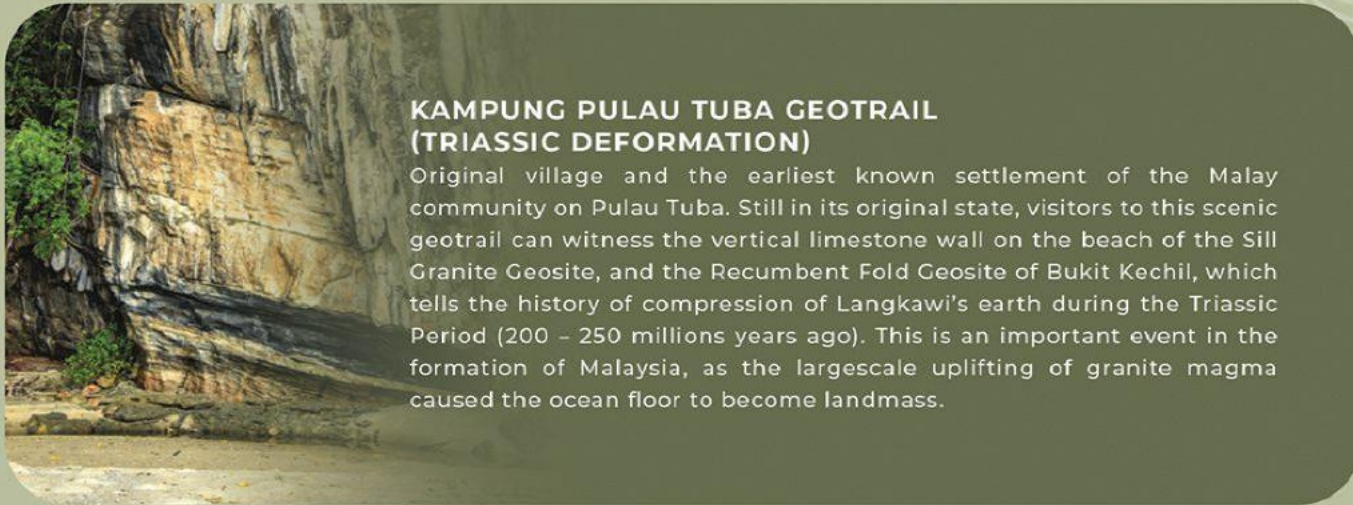 KAMPUNG PULAU TUBA GEOTRAIL
(TRIASSIC DEFORMATION)
Original village and the earliest known settlement of the Malay
community on Pulau Tuba. Still in its original state, visitors to this scenic
geotrail can witness the vertical limestone wall on the beach of the Sill
Granite Geosite, and the Recumbent Fold Geosite of Bukit Kechil, which
tells the history of compression of Langkawi's earth during the Triassic
Period (200 – 250 millions years ago). This is an important event in the
formation of Malaysia, as the largescale uplifting of granite magma
caused the ocean floor to become landmass.